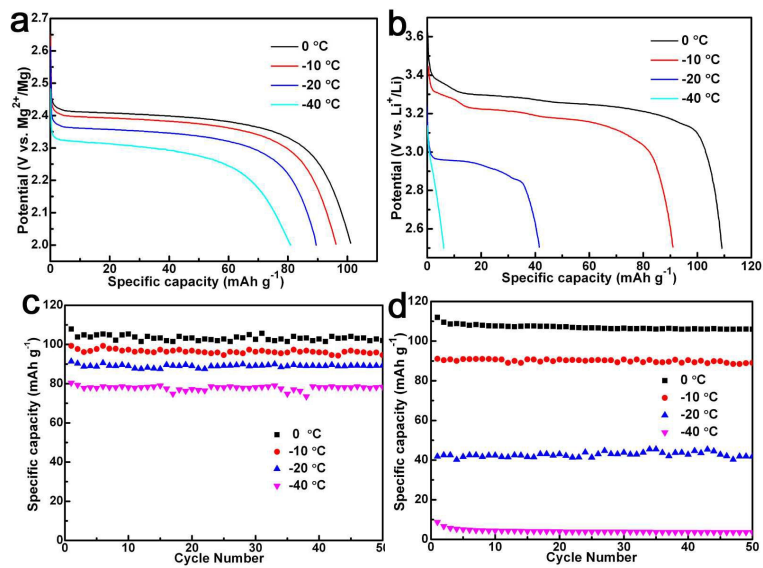 a
2.7
2.6
2.5
2.4
2.3
2.2
2.1
2.0
Potential (V vs. Mg2+/Mg)
0 °C
-10 °C
-20 °C
-40 °C
0 20 40 60 80 100
Specific capacity (mAh g-1)
b
3.6
3.4
3.2
3.0
2.8
2.6
Potential (V vs. Li+/Li)
0 °C
-10 °C
-20 °C
-40 °C
0 20 40 60 80 100 120
Specific capacity (mAh g-1)
c
120
100
80
60
40
20
0
Specific capacity (mAh g-1)
0 °C
-10 °C
-20 °C
-40 °C
0 10 20 30 40 50
Cycle Number
d
120
100
80
60
40
20
0
Specific capacity (mAh g-1)
0 °C
-10 °C
-20 °C
-40 °C
0 10 20 30 40 50
Cycle Number